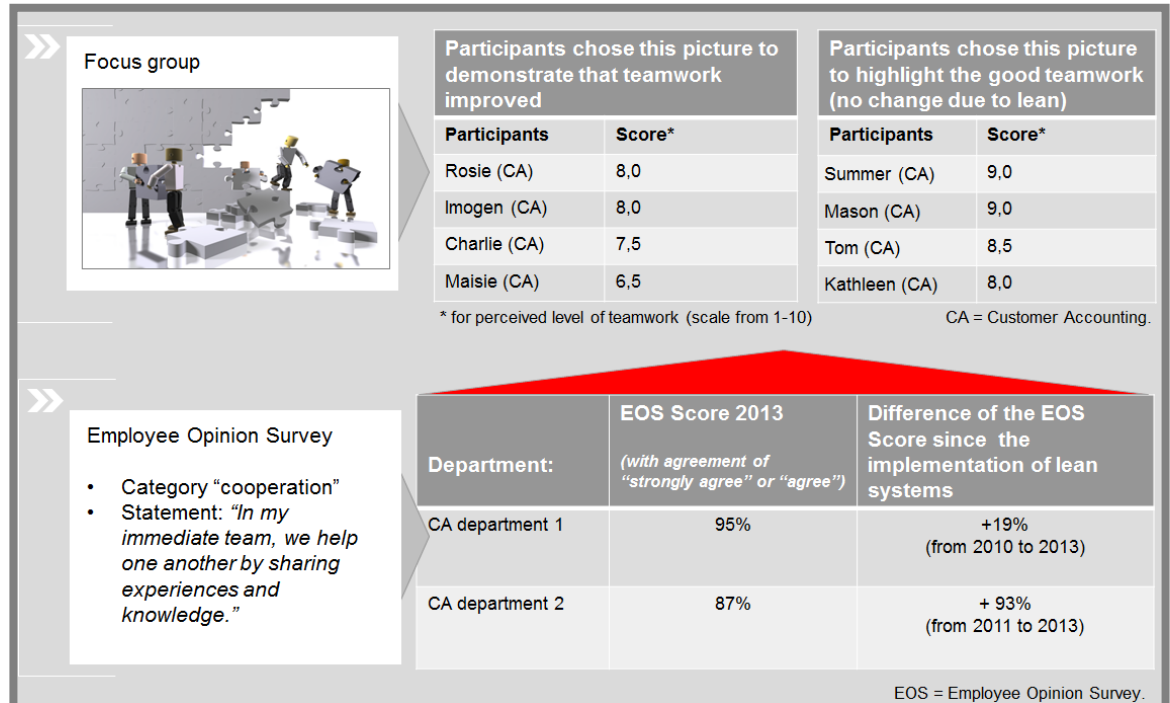 Focus group
Participants chose this picture to
demonstrate that teamwork
improved
Participants Score*
Rosie (CA) 8,0
Imogen (CA) 8,0
Charlie (CA) 7,5
Maisie (CA) 6,5
Participants chose this picture
to highlight the good teamwork
(no change due to lean)
Participants Score*
Summer (CA) 9,0
Mason (CA) 9,0
Tom (CA) 8,5
Kathleen (CA) 8,0
* for perceived level of teamwork (scale from 1-10)
CA = Customer Accounting.
Employee Opinion Survey
• Category “cooperation”
• Statement: “In my
immediate team, we help
one another by sharing
experiences and
knowledge.”
Department:
EOS Score 2013
(with agreement of
“strongly agree” or “agree”)
Difference of the EOS
Score since the
implementation of lean
systems
CA department 1 95% +19%
(from 2010 to 2013)
CA department 2 87% + 93%
(from 2011 to 2013)
EOS = Employee Opinion Survey.